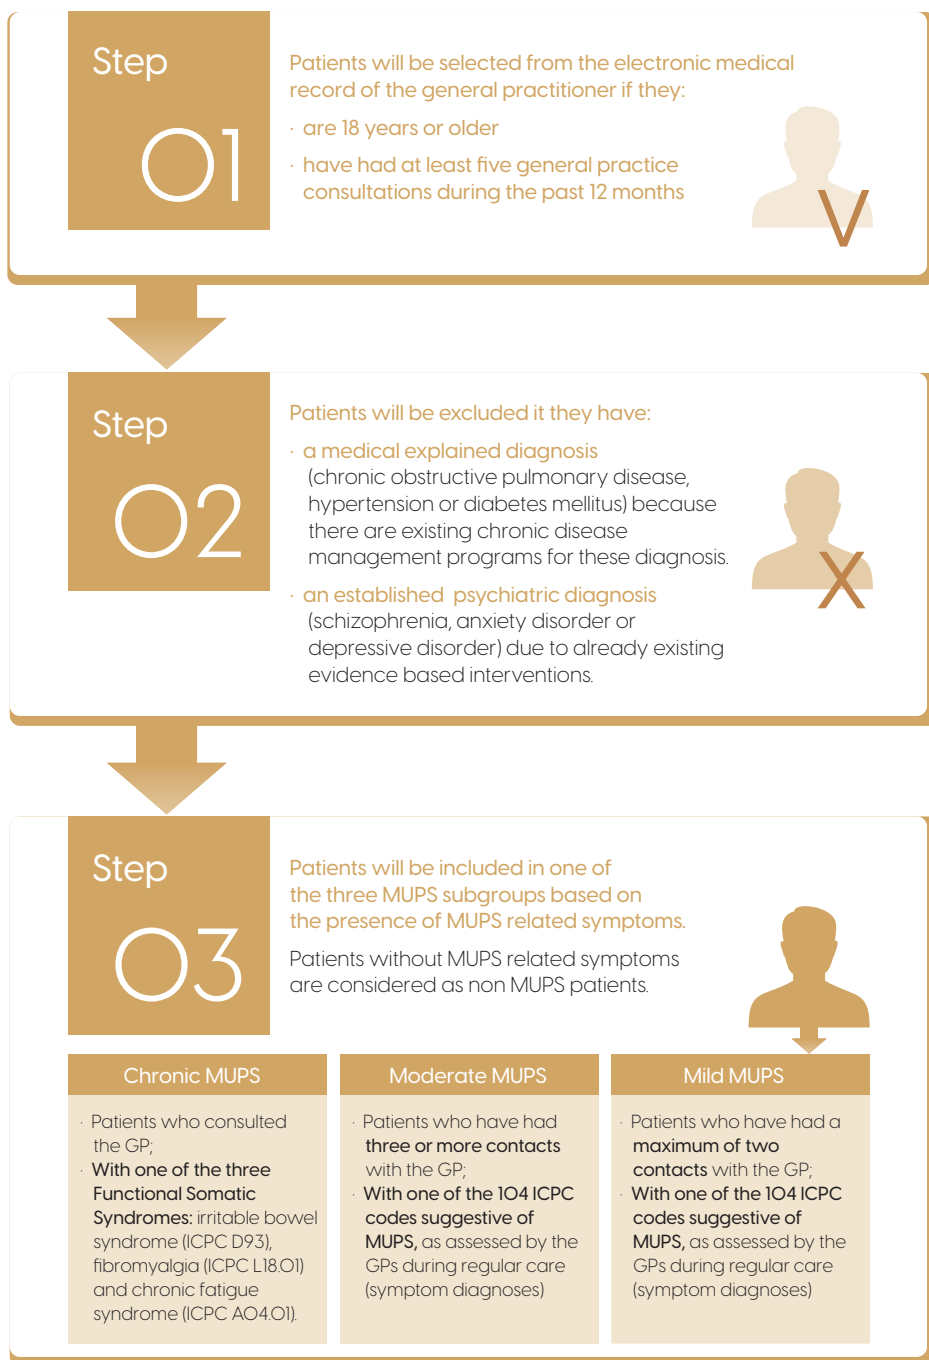 Step
01
Patients will be selected from the electronic medical
record of the general practitioner if they:
· are 18 years or older
· have had at least five general practice
consultations during the past 12 months
V
Step
02
Patients will be excluded it they have:
· a medical explained diagnosis
(chronic obstructive pulmonary disease,
hypertension or diabetes mellitus) because
there are existing chronic disease
management programs for these diagnosis.
· an established psychiatric diagnosis
(schizophrenia, anxiety disorder or
depressive disorder) due to already existing
evidence based interventions.
X
Step
03
Patients will be included in one of
the three MUPS subgroups based on
the presence of MUPS related symptoms.
Patients without MUPS related symptoms
are considered as non MUPS patients.
Chronic MUPS
· Patients who consulted
the GP;
· With one of the three
Functional Somatic
Syndromes: irritable bowel
syndrome (ICPC D93),
fibromyalgia (ICPC L18.01)
and chronic fatigue
syndrome (ICPC A04.01).
Moderate MUPS
· Patients who have had
three or more contacts
with the GP;
· With one of the 104 ICPC
codes suggestive of
MUPS, as assessed by the
GPs during regular care
(symptom diagnoses)
Mild MUPS
· Patients who have had a
maximum of two
contacts with the GP;
· With one of the 104 ICPC
codes suggestive of
MUPS, as assessed by the
GPs during regular care
(symptom diagnoses)